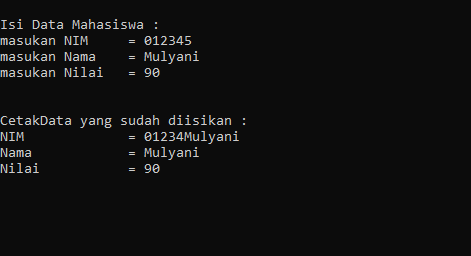 Isi Data Mahasiswa :
masukan NIM     = 012345
masukan Nama    = Mulyani
masukan Nilai   = 90
CetakData yang sudah diisikan :
NIM             = 01234Mulyani
Nama            = Mulyani
Nilai           = 90